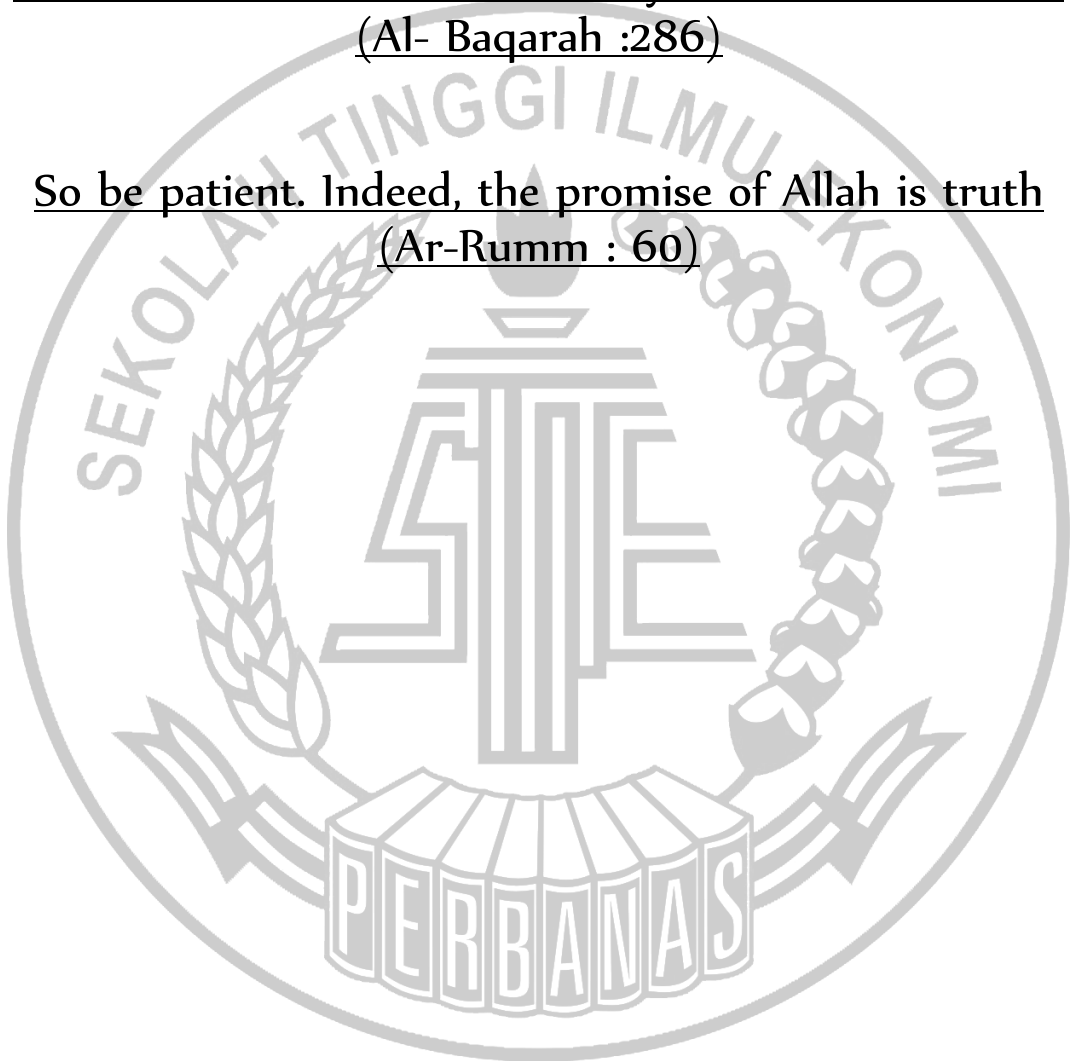 (Al- Baqarah :286)
So be patient. Indeed, the promise of Allah is truth
(Ar-Rumm : 60)
SEKOLAH TINGGI ILMU EKONOMI
STIE
PERBANAS